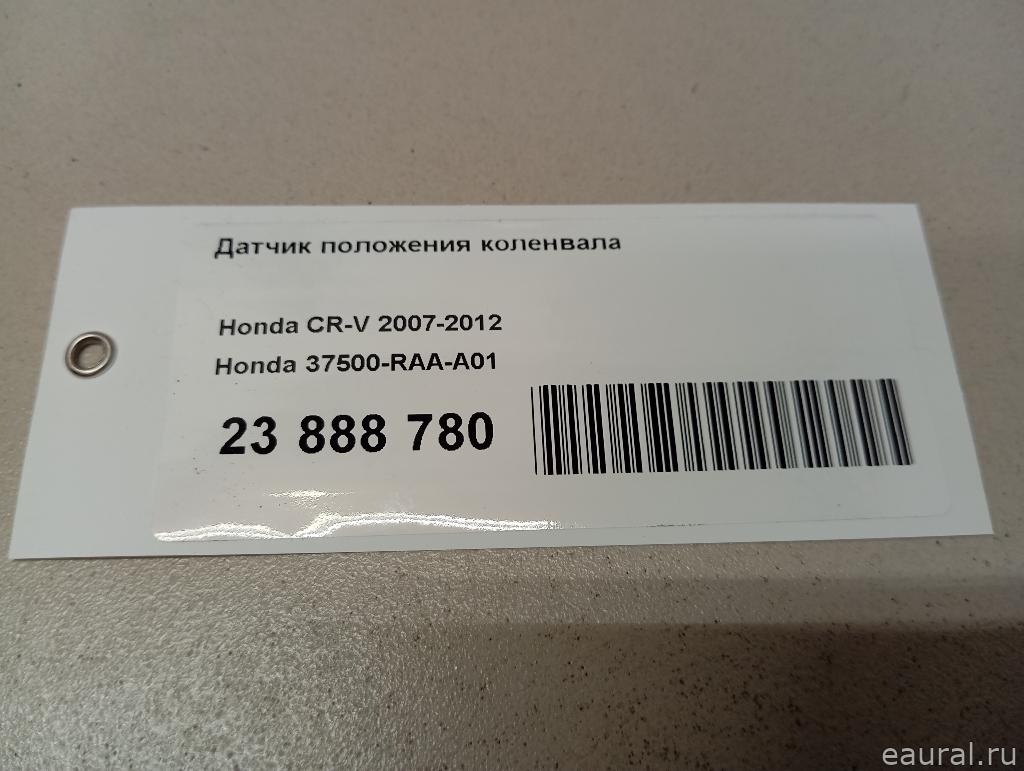 Датчик положения коленвала
Honda CR-V 2007-2012
Honda 37500-RAA-A01
23 888 780
eaural.ru